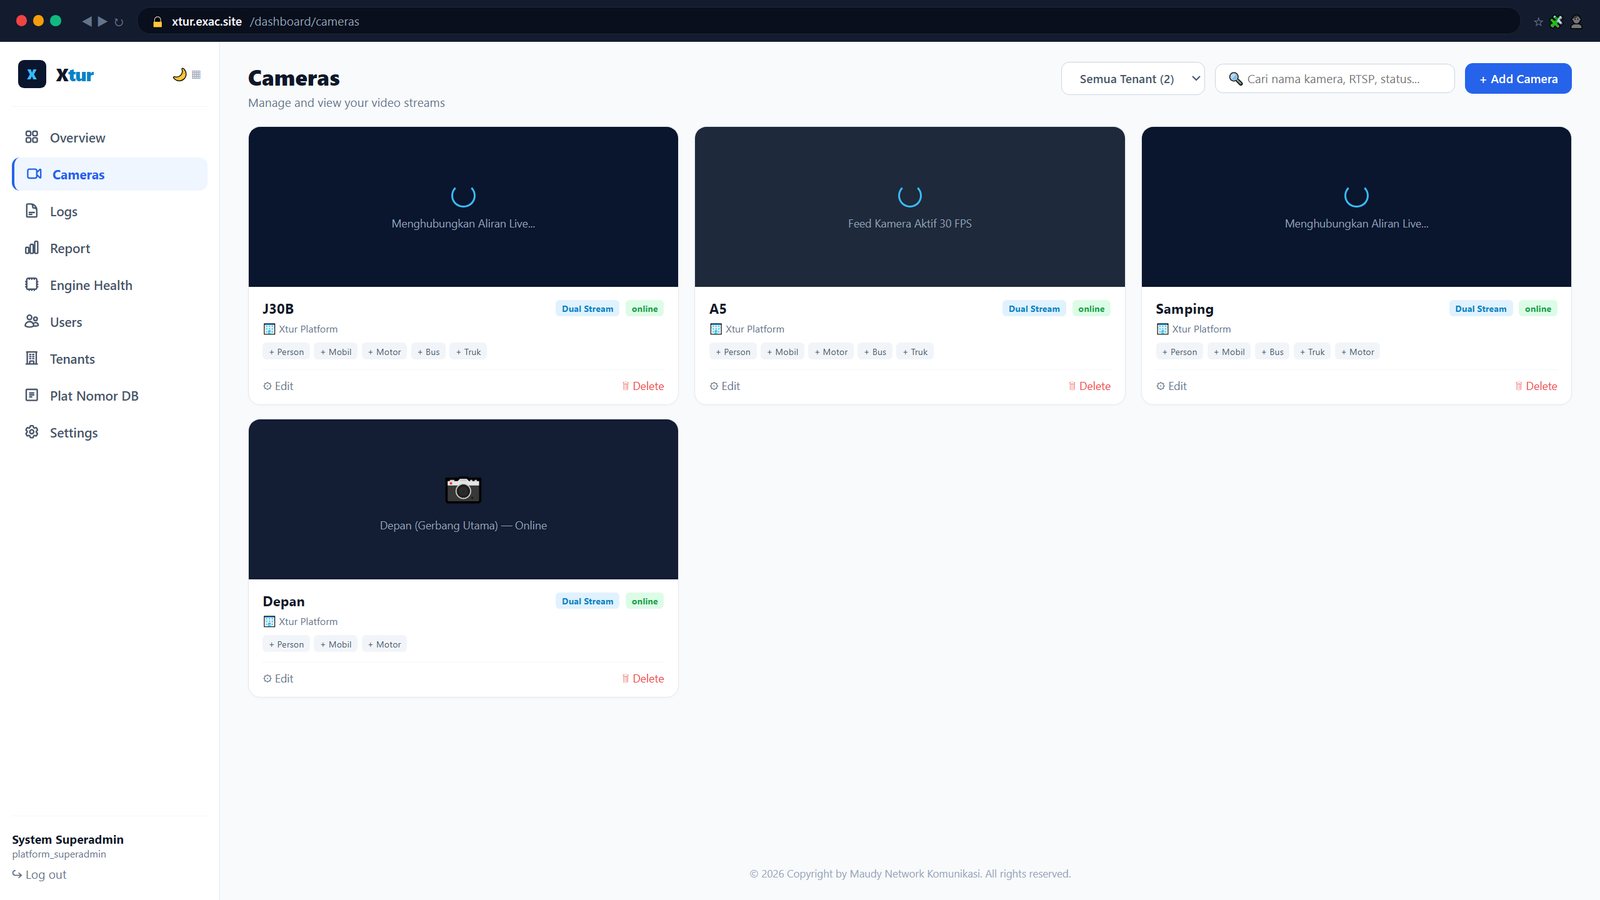 xtur.exac.site /dashboard/cameras
X Xtur
Overview
Cameras
Logs
Report
Engine Health
Users
Tenants
Plat Nomor DB
Settings
System Superadmin
platform_superadmin
Log out
Cameras
Manage and view your video streams
Semua Tenant (2)
Cari nama kamera, RTSP, status...
+ Add Camera
Menghubungkan Aliran Live...
J30B Dual Stream online
Xtur Platform
+ Person + Mobil + Motor + Bus + Truk
Edit Delete
Feed Kamera Aktif 30 FPS
A5 Dual Stream online
Xtur Platform
+ Person + Mobil + Motor + Bus + Truk
Edit Delete
Menghubungkan Aliran Live...
Samping Dual Stream online
Xtur Platform
+ Person + Mobil + Bus + Truk + Motor
Edit Delete
Depan (Gerbang Utama) — Online
Depan Dual Stream online
Xtur Platform
+ Person + Mobil + Motor
Edit Delete
© 2026 Copyright by Maudy Network Komunikasi. All rights reserved.